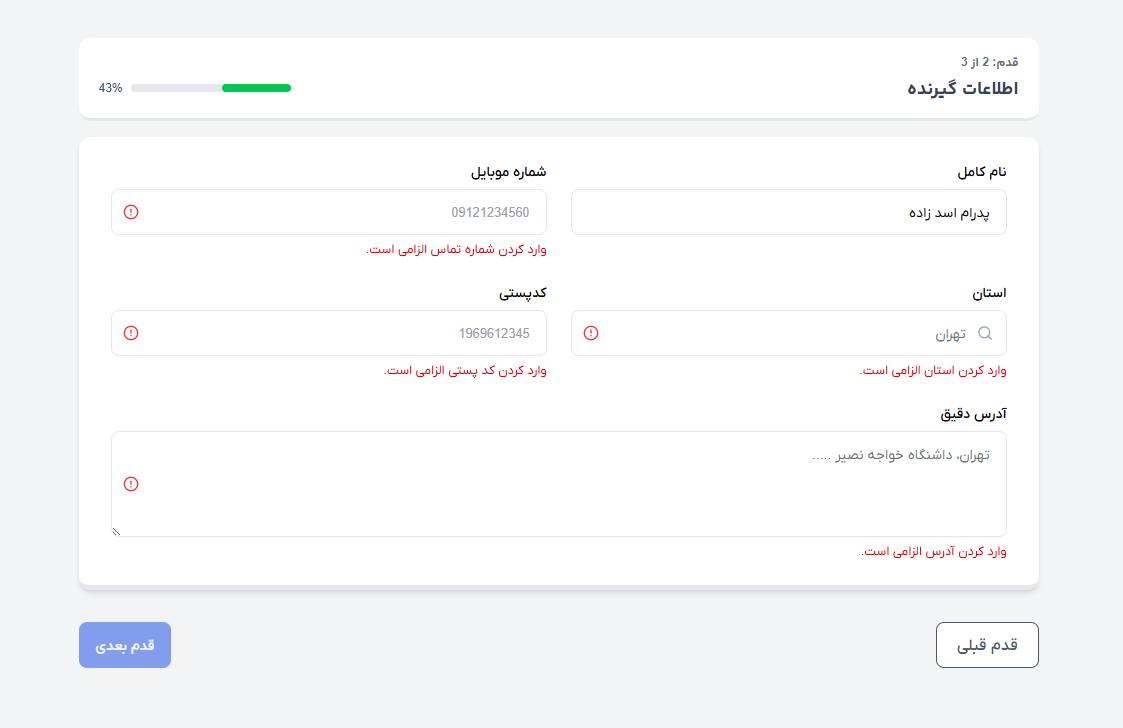 قدم: 2 از 3
اطلاعات گیرنده
43%
نام کامل
پدرام اسد زاده
شماره موبایل
09121234560
وارد کردن شماره تماس الزامی است.
استان
تهران
وارد کردن استان الزامی است.
کدپستی
1969612345
وارد کردن کد پستی الزامی است.
آدرس دقیق
تهران، داشنگاه خواجه نصیر .....
وارد کردن آدرس الزامی است.
قدم قبلی
قدم بعدی